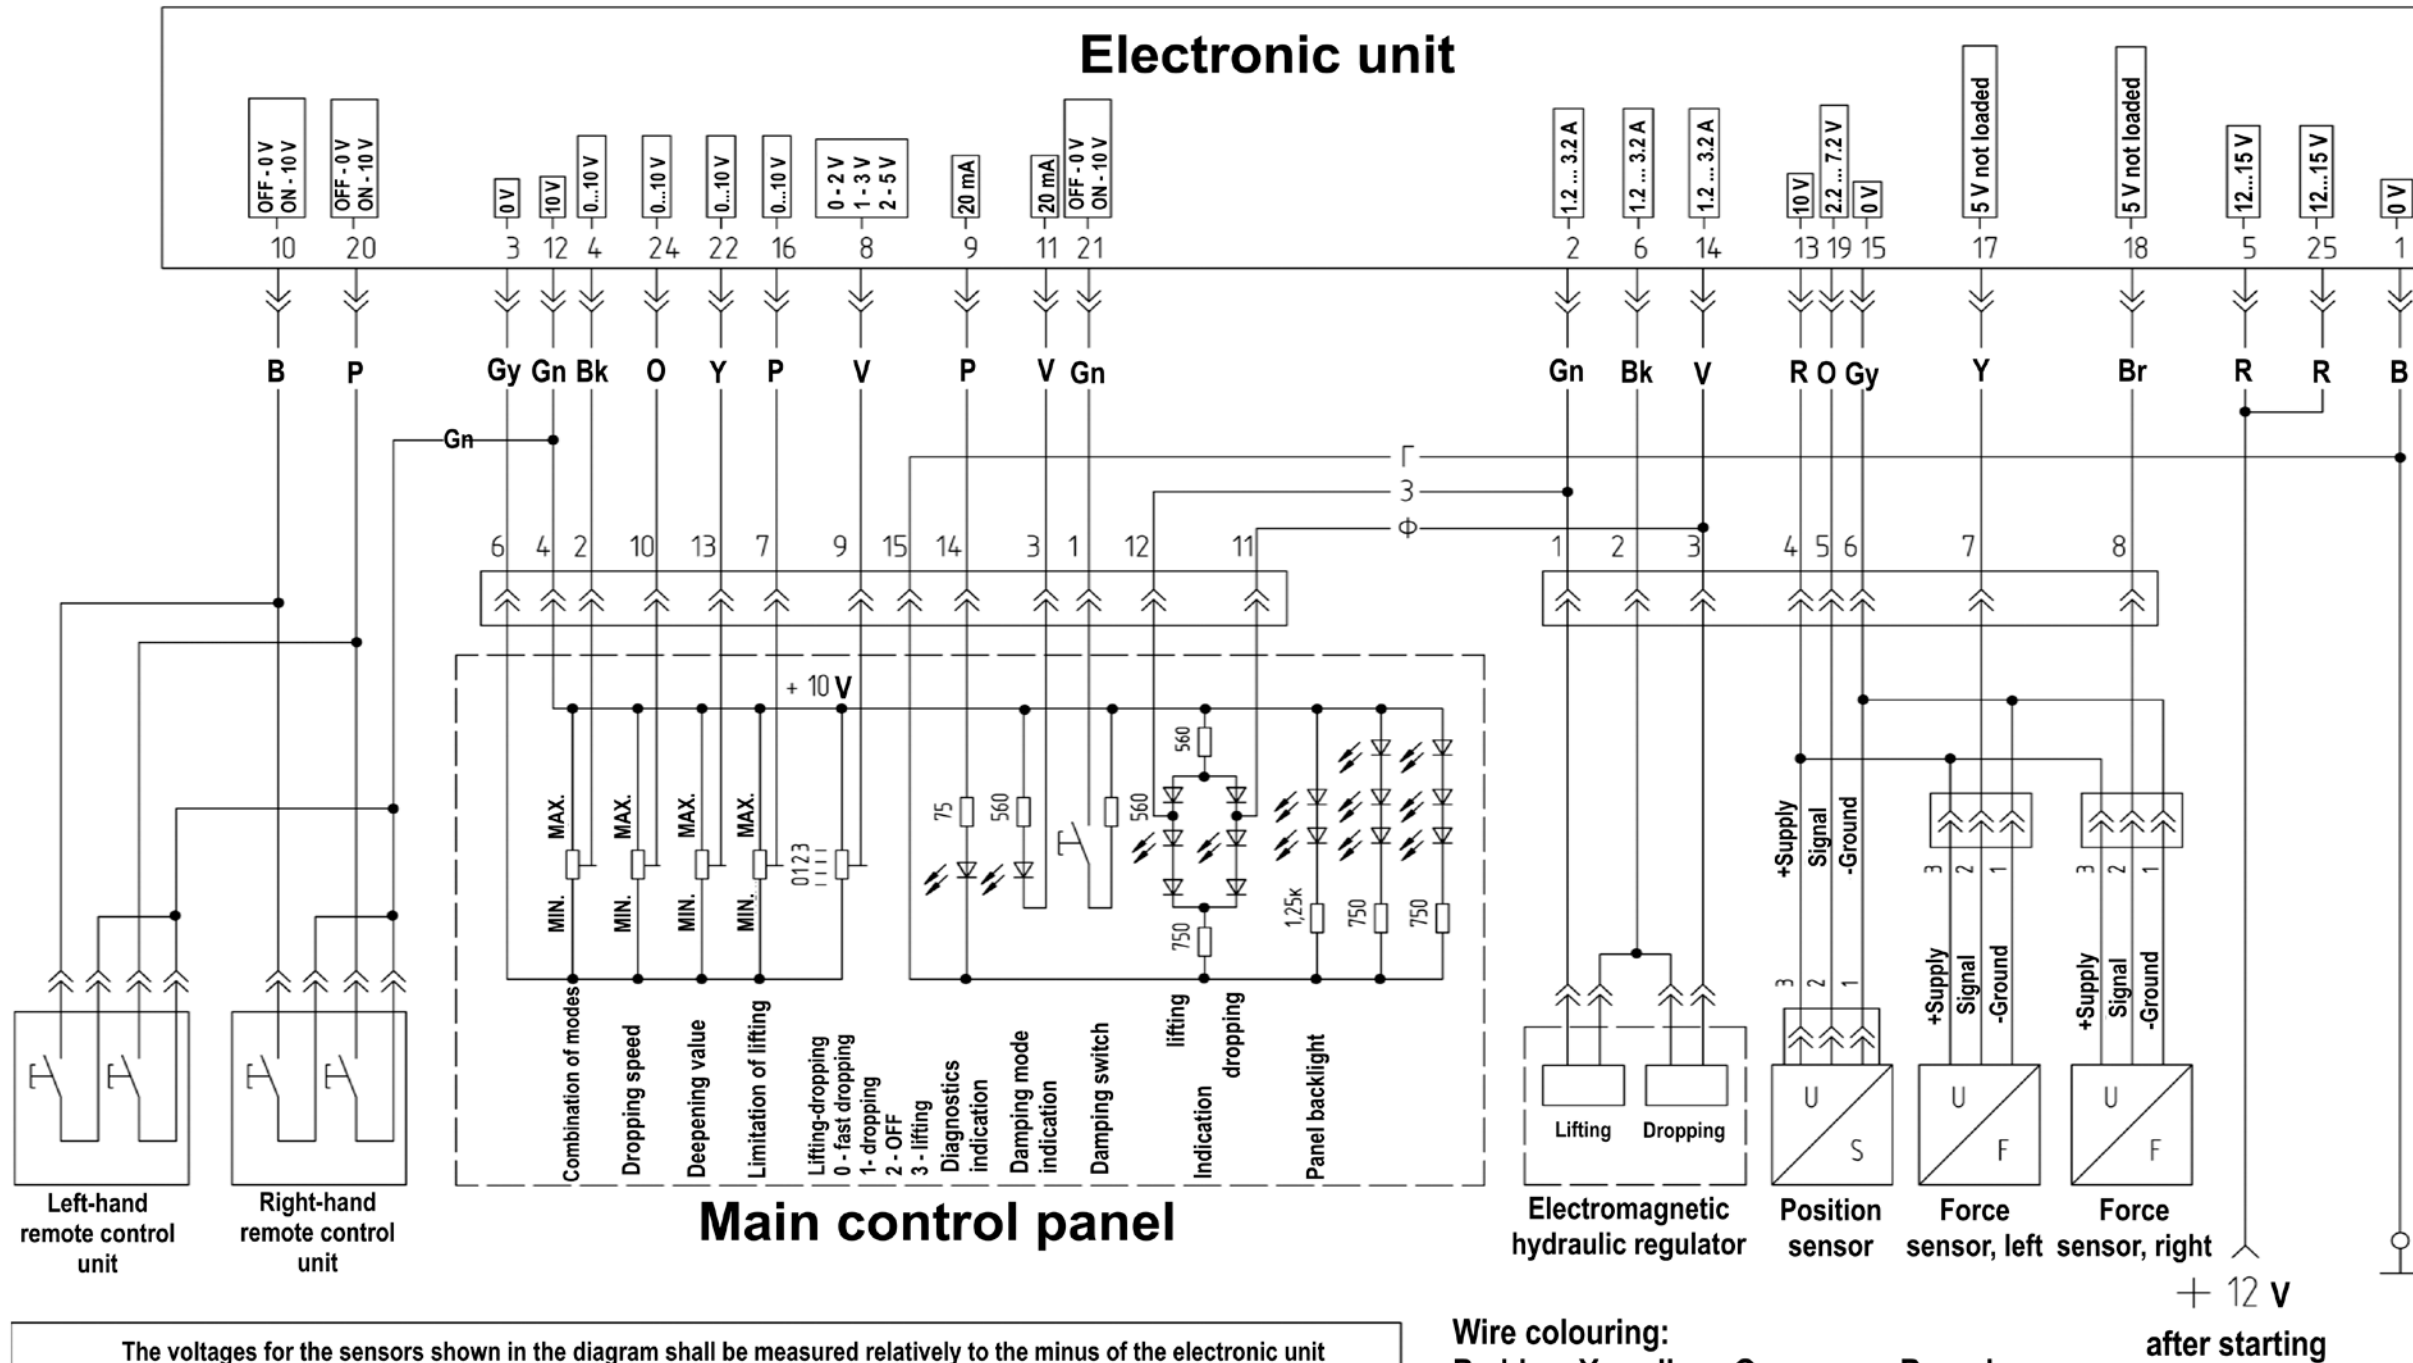 Electronic unit
OFF - 0 V
ON - 10 V
OFF - 0 V
ON - 10 V
0 V
10 V
0...10 V
0...10 V
0...10 V
0...10 V
0 - 2 V
1 - 3 V
2 - 5 V
20 mA
20 mA
OFF - 0 V
ON - 10 V
1.2 ... 3.2 A
1.2 ... 3.2 A
1.2 ... 3.2 A
10 V
2.2 ... 7.2 V
0 V
5 V not loaded
5 V not loaded
12...15 V
12...15 V
0 V
10 20 3 12 4 24 22 16 8 9 11 21 2 6 14 13 19 15 17 18 5 25 1
B P Gy Gn Bk O Y P V P V Gn Gn Bk V R O Gy Y Br R R B
Gn
Г
З
Ф
6 4 2 10 13 7 9 15 14 3 1 12 11 1 2 3 4 5 6 7 8
+ 10 V
MAX.
MIN.
MAX.
MIN.
MAX.
MIN.
MAX.
MIN.
0 1 2 3
75
560
560
560
750
1,25к
750
750
+Supply
Signal
-Ground
3 2 1
3 2 1
3 2 1
+Supply
Signal
-Ground
+Supply
Signal
-Ground
Combination of modes
Dropping speed
Deepening value
Limitation of lifting
Lifting-dropping
0 - fast dropping
1- dropping
2 - OFF
3 - lifting
Diagnostics
indication
Damping mode
indication
Damping switch
Indication
lifting
dropping
Panel backlight
Lifting
Dropping
U
S
U
F
U
F
Left-hand
remote control
unit
Right-hand
remote control
unit
Main control panel
Electromagnetic
hydraulic regulator
Position
sensor
Force
sensor, left
Force
sensor, right
+ 12 V
after starting
The voltages for the sensors shown in the diagram shall be measured relatively to the minus of the electronic unit
Wire colouring: